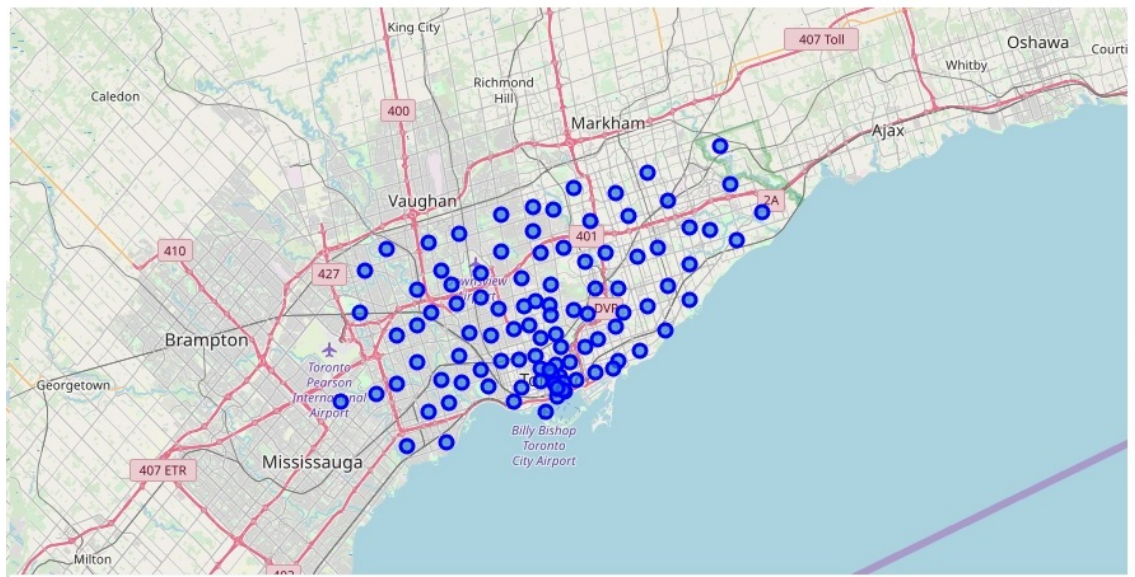 King City
407 Toll
Oshawa
Courti
Whitby
Richmond
Hill
Caledon
400
Markham
Ajax
Vaughan
2A
401
410
427
DVP
Brampton
Toronto
Pearson
International
Airport
Georgetown
Billy Bishop
Toronto
City Airport
407 ETR
Mississauga
Milton
403